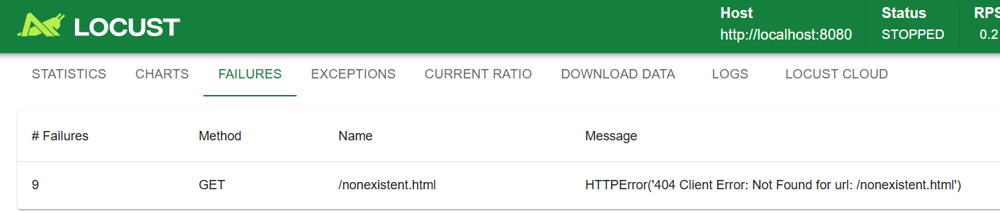 LOCUST
Host Status RPS
http://localhost:8080 STOPPED 0.2
STATISTICS CHARTS FAILURES EXCEPTIONS CURRENT RATIO DOWNLOAD DATA LOGS LOCUST CLOUD
# Failures Method Name Message
9 GET /nonexistent.html HTTPError('404 Client Error: Not Found for url: /nonexistent.html')